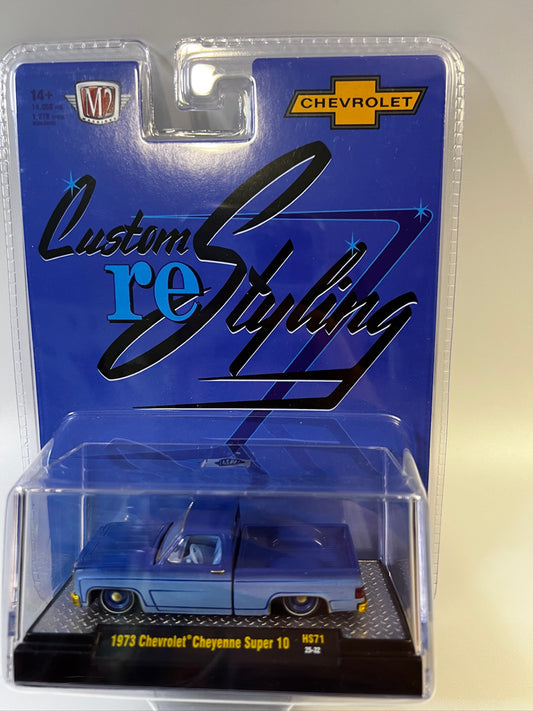 14+
M2
CHEVROLET
Custom
re Styling
1973 Chevrolet® Cheyenne Super 10
HS71
25-32